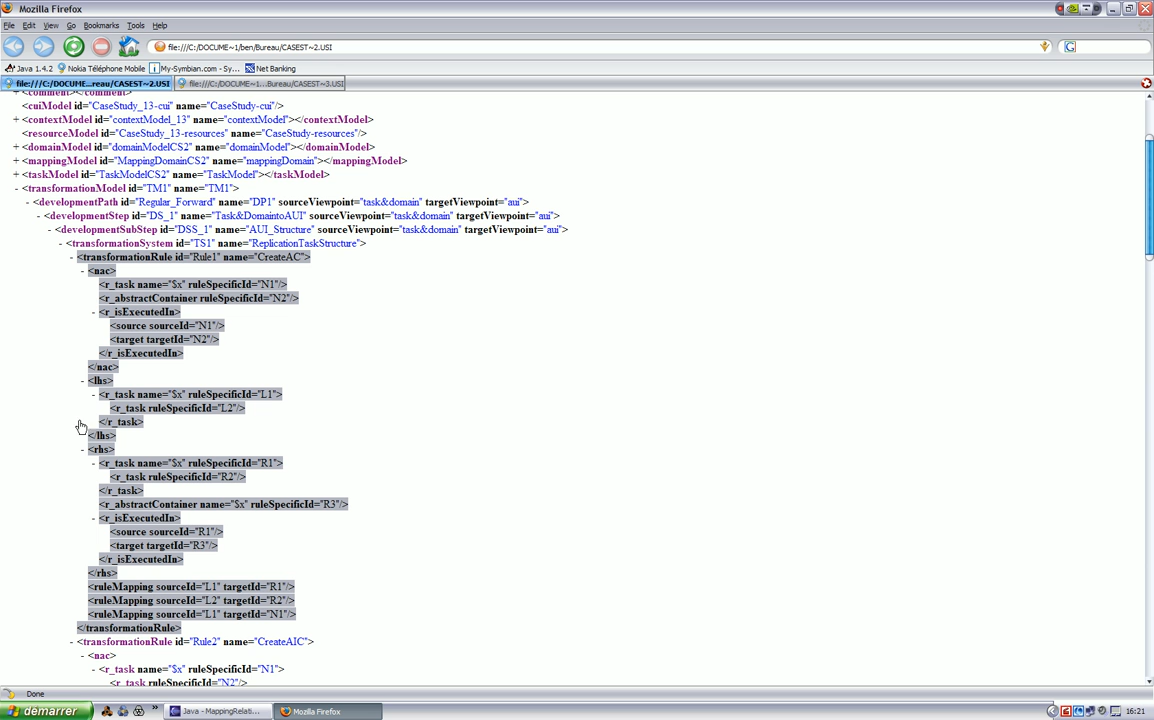 Mozilla Firefox
File Edit View Go Bookmarks Tools Help
file:///C:/DOCUME~1/ben/Bureau/CASEST~2.USI
Java 1.4.2 Nokia Téléphone Mobile My-Symbian.com - Sy... Net Banking
file:///C:/DOCUME...reau/CASEST~2.USI file:///C:/DOCUME~1...Bureau/CASEST~3.USI
+ <comment></comment>
<cuiModel id="CaseStudy_13-cui" name="CaseStudy-cui"/>
+ <contextModel id="contextModel_13" name="contextModel"></contextModel>
<resourceModel id="CaseStudy_13-resources" name="CaseStudy-resources"/>
+ <domainModel id="domainModelCS2" name="domainModel"></domainModel>
+ <mappingModel id="MappingDomainCS2" name="mappingDomain"></mappingModel>
+ <taskModel id="TaskModelCS2" name="TaskModel"></taskModel>
- <transformationModel id="TM1" name="TM1">
- <developmentPath id="Regular_Forward" name="DP1" sourceViewpoint="task&domain" targetViewpoint="aui">
- <developmentStep id="DS_1" name="Task&DomaintoAUI" sourceViewpoint="task&domain" targetViewpoint="aui">
- <developmentSubStep id="DSS_1" name="AUI_Structure" sourceViewpoint="task&domain" targetViewpoint="aui">
- <transformationSystem id="TS1" name="ReplicationTaskStructure">
- <transformationRule id="Rule1" name="CreateAC">
- <nac>
<r_task name="$x" ruleSpecificId="N1"/>
<r_abstractContainer ruleSpecificId="N2"/>
- <r_isExecutedIn>
<source sourceId="N1"/>
<target targetId="N2"/>
</r_isExecutedIn>
</nac>
- <lhs>
- <r_task name="$x" ruleSpecificId="L1">
<r_task ruleSpecificId="L2"/>
</r_task>
</lhs>
- <rhs>
- <r_task name="$x" ruleSpecificId="R1">
<r_task ruleSpecificId="R2"/>
</r_task>
<r_abstractContainer name="$x" ruleSpecificId="R3"/>
- <r_isExecutedIn>
<source sourceId="R1"/>
<target targetId="R3"/>
</r_isExecutedIn>
</rhs>
<ruleMapping sourceId="L1" targetId="R1"/>
<ruleMapping sourceId="L2" targetId="R2"/>
<ruleMapping sourceId="L1" targetId="N1"/>
</transformationRule>
- <transformationRule id="Rule2" name="CreateAIC">
- <nac>
- <r_task name="$x" ruleSpecificId="N1">
<r_task ruleSpecificId="N2"/>
Done
démarrer » Java - MappingRelati... Mozilla Firefox 16:21